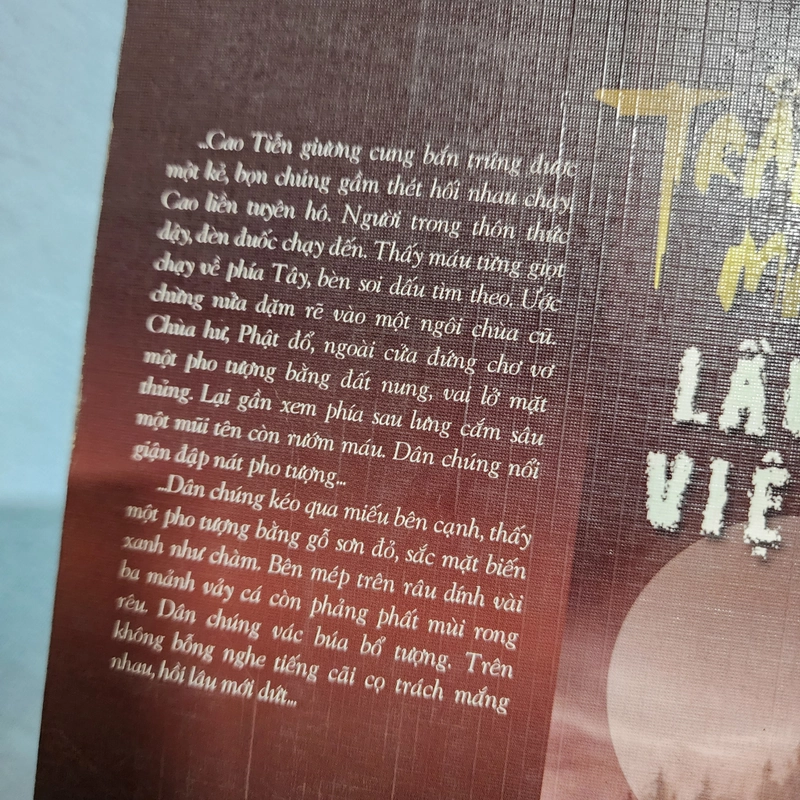 ...Cao Tiễn giương cung bắn trúng được
một kẻ, bọn chúng gầm thét hối nhau chạy,
Cao liền tuyên hô. Người trong thôn thức
dậy, đèn đuốc chạy đến. Thấy máu từng giọt
chạy về phía Tây, bèn soi dấu tìm theo. Ước
chừng nửa dặm rẽ vào một ngôi chùa cũ.
Chùa hư, Phật đổ, ngoài cửa đứng chơ vơ
một pho tượng bằng đất nung, vai lở mặt
thủng. Lại gần xem phía sau lưng cắm sâu
một mũi tên còn rướm máu. Dân chúng nổi
giận đập nát pho tượng...
...Dân chúng kéo qua miếu bên cạnh, thấy
một pho tượng bằng gỗ sơn đỏ, sắc mặt biến
xanh như chàm. Bên mép trên râu dính vài
ba mảnh vảy cá còn phảng phất mùi rong
rêu. Dân chúng vác búa bổ tượng. Trên
không bỗng nghe tiếng cãi cọ trách mắng
nhau, hồi lâu mới dứt...
VIỆ